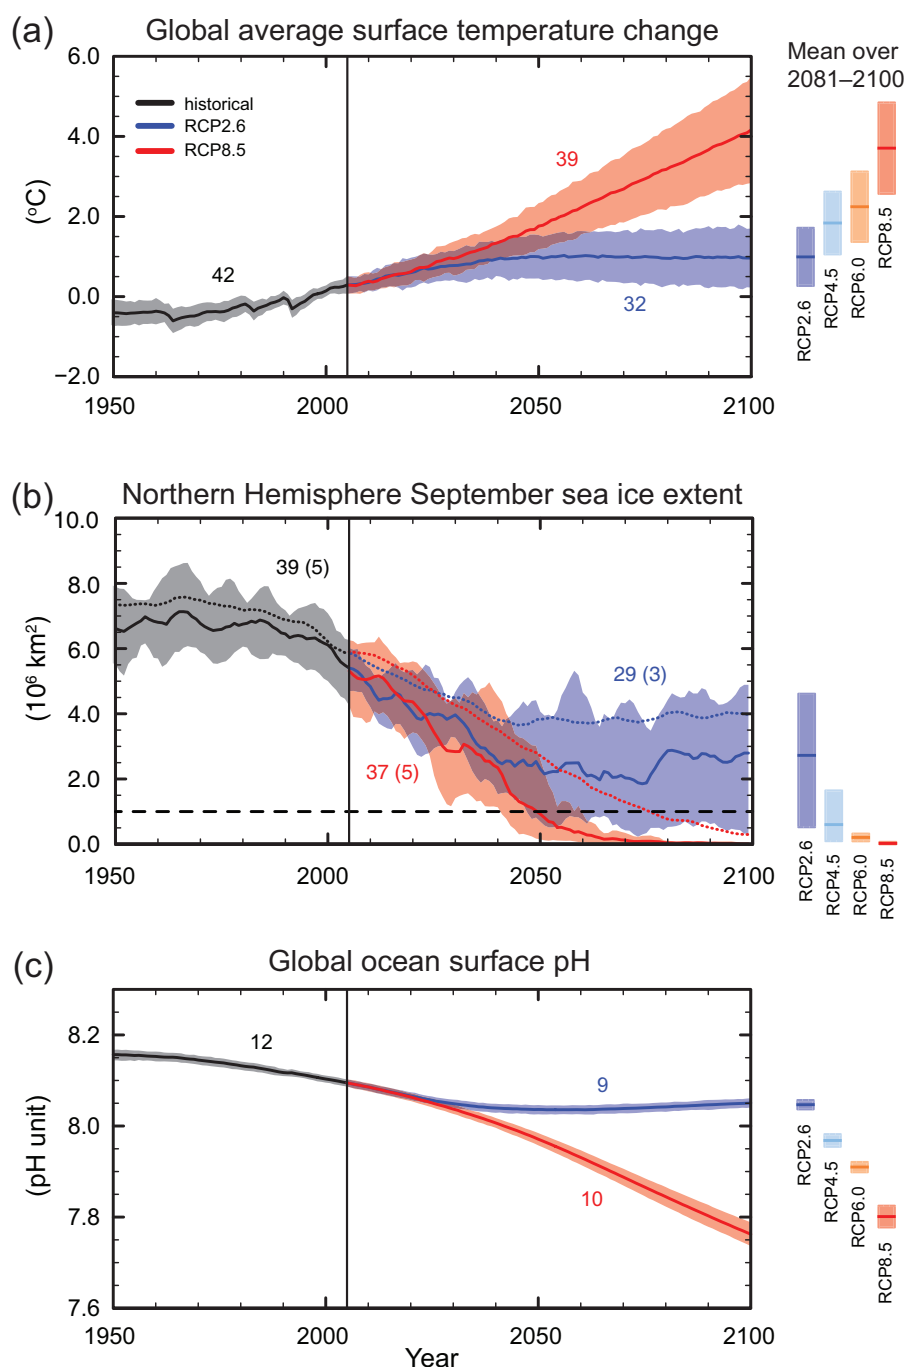 (a) Global average surface temperature change
Mean over
2081–2100
6.0
4.0
2.0
0.0
−2.0
(°C)
historical
RCP2.6
RCP8.5
42
39
32
1950 2000 2050 2100
RCP2.6
RCP4.5
RCP6.0
RCP8.5
(b) Northern Hemisphere September sea ice extent
10.0
8.0
6.0
4.0
2.0
0.0
(10⁶ km²)
39 (5)
29 (3)
37 (5)
1950 2000 2050 2100
RCP2.6
RCP4.5
RCP6.0
RCP8.5
(c) Global ocean surface pH
8.2
8.0
7.8
7.6
(pH unit)
12
9
10
1950 2000 2050 2100
Year
RCP2.6
RCP4.5
RCP6.0
RCP8.5